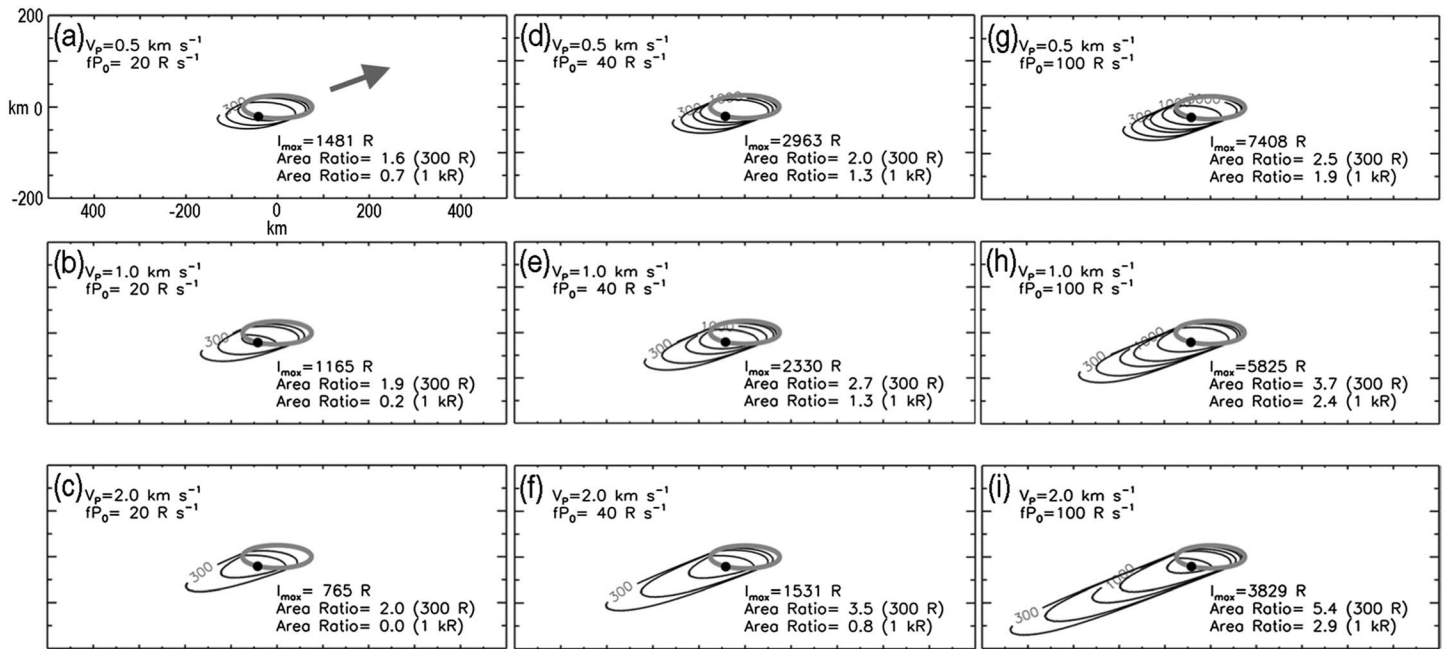 200
km 0
-200
(a)
V_P=0.5 km s⁻¹
fP₀= 20 R s⁻¹
300
I_max=1481 R
Area Ratio= 1.6 (300 R)
Area Ratio= 0.7 (1 kR)
400
-200
0
200
400
km
(d)
V_P=0.5 km s⁻¹
fP₀= 40 R s⁻¹
300
1000
I_max=2963 R
Area Ratio= 2.0 (300 R)
Area Ratio= 1.3 (1 kR)
(g)
V_P=0.5 km s⁻¹
fP₀=100 R s⁻¹
300
1000
3000
I_max=7408 R
Area Ratio= 2.5 (300 R)
Area Ratio= 1.9 (1 kR)
(b)
V_P=1.0 km s⁻¹
fP₀= 20 R s⁻¹
300
I_max=1165 R
Area Ratio= 1.9 (300 R)
Area Ratio= 0.2 (1 kR)
(e)
V_P=1.0 km s⁻¹
fP₀= 40 R s⁻¹
300
1000
I_max=2330 R
Area Ratio= 2.7 (300 R)
Area Ratio= 1.3 (1 kR)
(h)
V_P=1.0 km s⁻¹
fP₀=100 R s⁻¹
300
1000
I_max=5825 R
Area Ratio= 3.7 (300 R)
Area Ratio= 2.4 (1 kR)
(c)
V_P=2.0 km s⁻¹
fP₀= 20 R s⁻¹
300
I_max= 765 R
Area Ratio= 2.0 (300 R)
Area Ratio= 0.0 (1 kR)
(f)
V_P=2.0 km s⁻¹
fP₀= 40 R s⁻¹
300
I_max=1531 R
Area Ratio= 3.5 (300 R)
Area Ratio= 0.8 (1 kR)
(i)
V_P=2.0 km s⁻¹
fP₀=100 R s⁻¹
300
1000
I_max=3829 R
Area Ratio= 5.4 (300 R)
Area Ratio= 2.9 (1 kR)